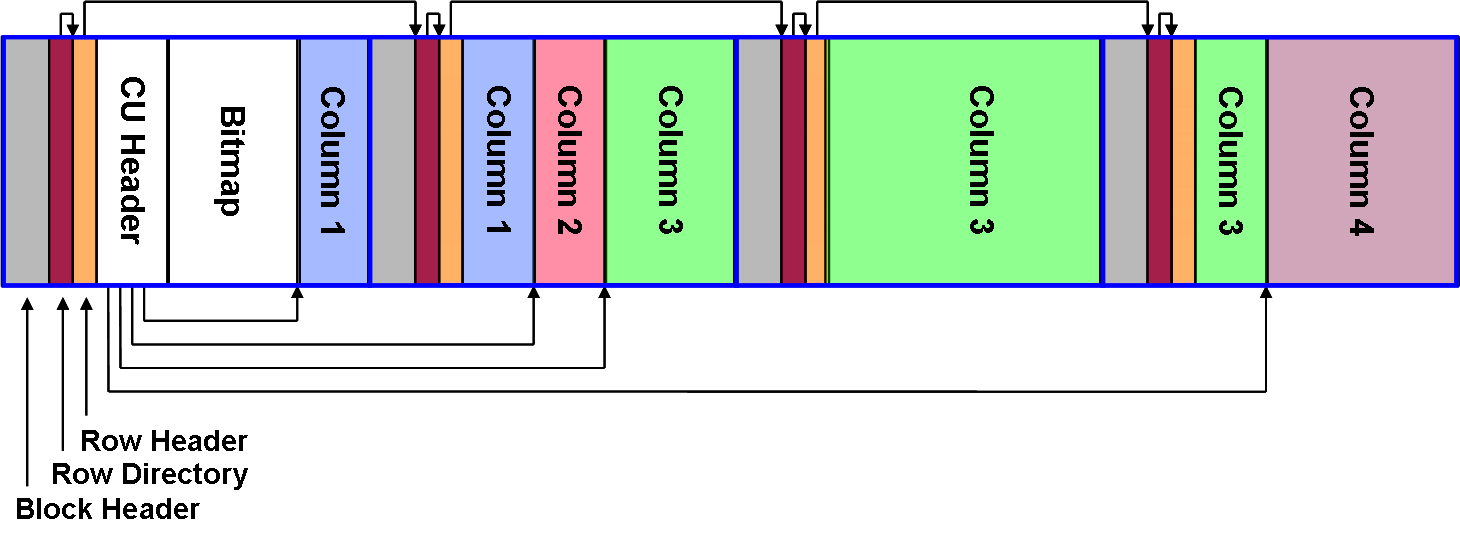 CU Header
Bitmap
Column 1
Column 1
Column 2
Column 3
Column 3
Column 3
Column 4
Row Header
Row Directory
Block Header